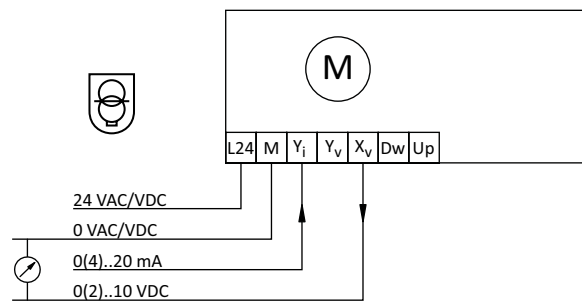 M
L24 M Yi Yv Xv Dw Up
24 VAC/VDC
0 VAC/VDC
0(4)..20 mA
0(2)..10 VDC